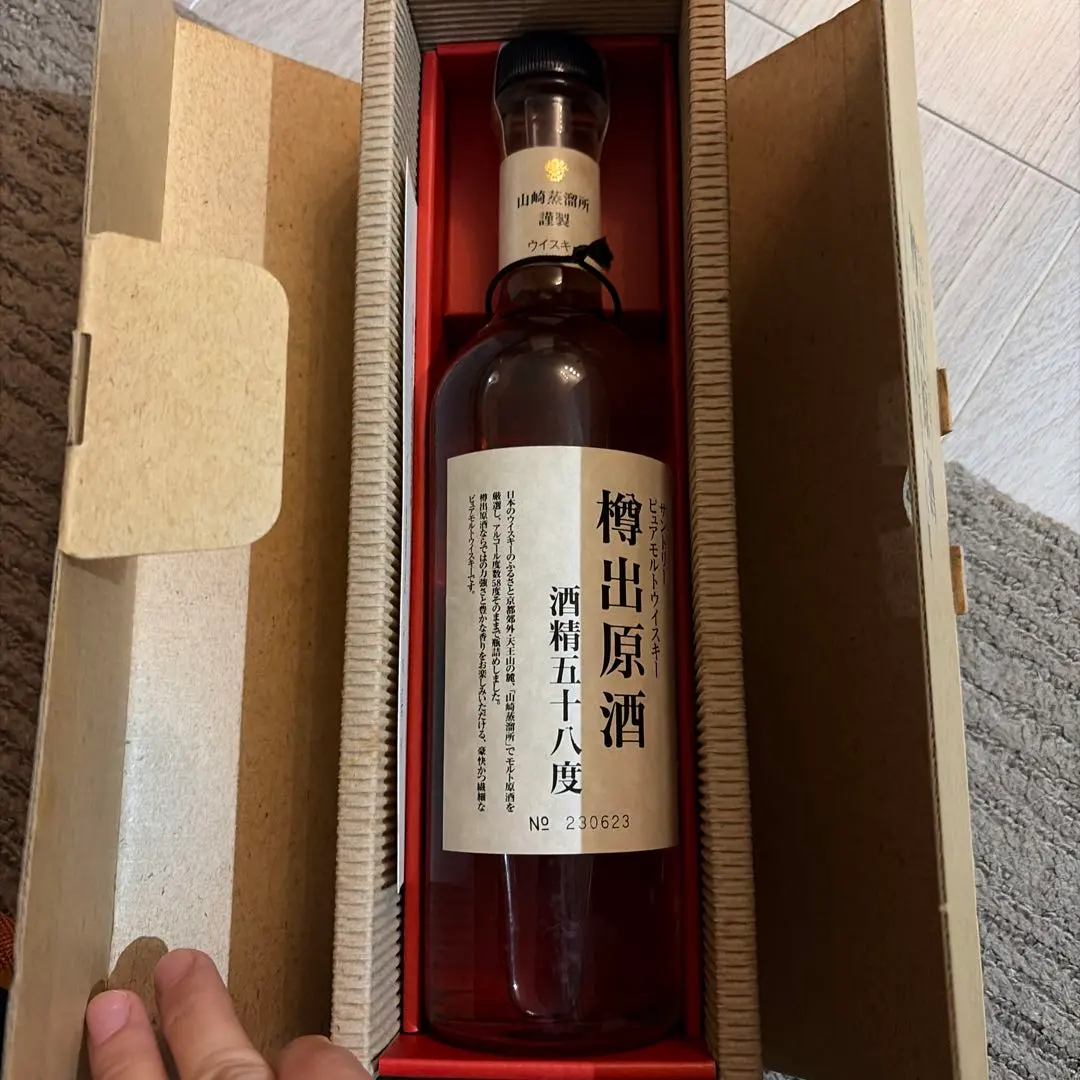 山崎蒸溜所
謹製
ウイスキ
サントリー
ピュアモルトウイスキー
樽出原酒
酒精五十八度
日本のウイスキーのふるさと京都郊外・天王山の麓、「山崎蒸溜所」でモルト原酒を
厳選し、アルコール度数58度そのままで瓶詰めしました。
樽出原酒ならではの力強さと豊かな香りをお楽しみいただける、豪快かつ繊細な
ピュアモルトウイスキーです。
№ 230623